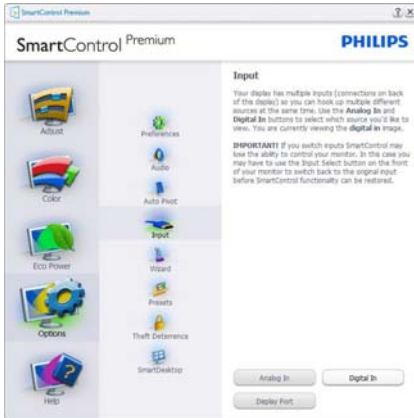 SmartControl Premium
SmartControl Premium
PHILIPS
Adjust
Color
Eco Power
Options
Help
Preferences
Audio
Auto Pivot
Input
Wizard
Presets
Theft Deterrence
SmartDesktop
Input
Your display has multiple inputs (connections on back
of this display) so you can hook up multiple different
sources at the same time. Use the Analog In and
Digital In buttons to select which source you'd like to
view. You are currently viewing the digital in image.
IMPORTANT! If you switch inputs SmartControl may
lose the ability to control your monitor. In this case you
may have to use the Input Select button on the front
of your monitor to switch back to the original input
before SmartControl functionality can be restored.
Analog In
Digital In
Display Port